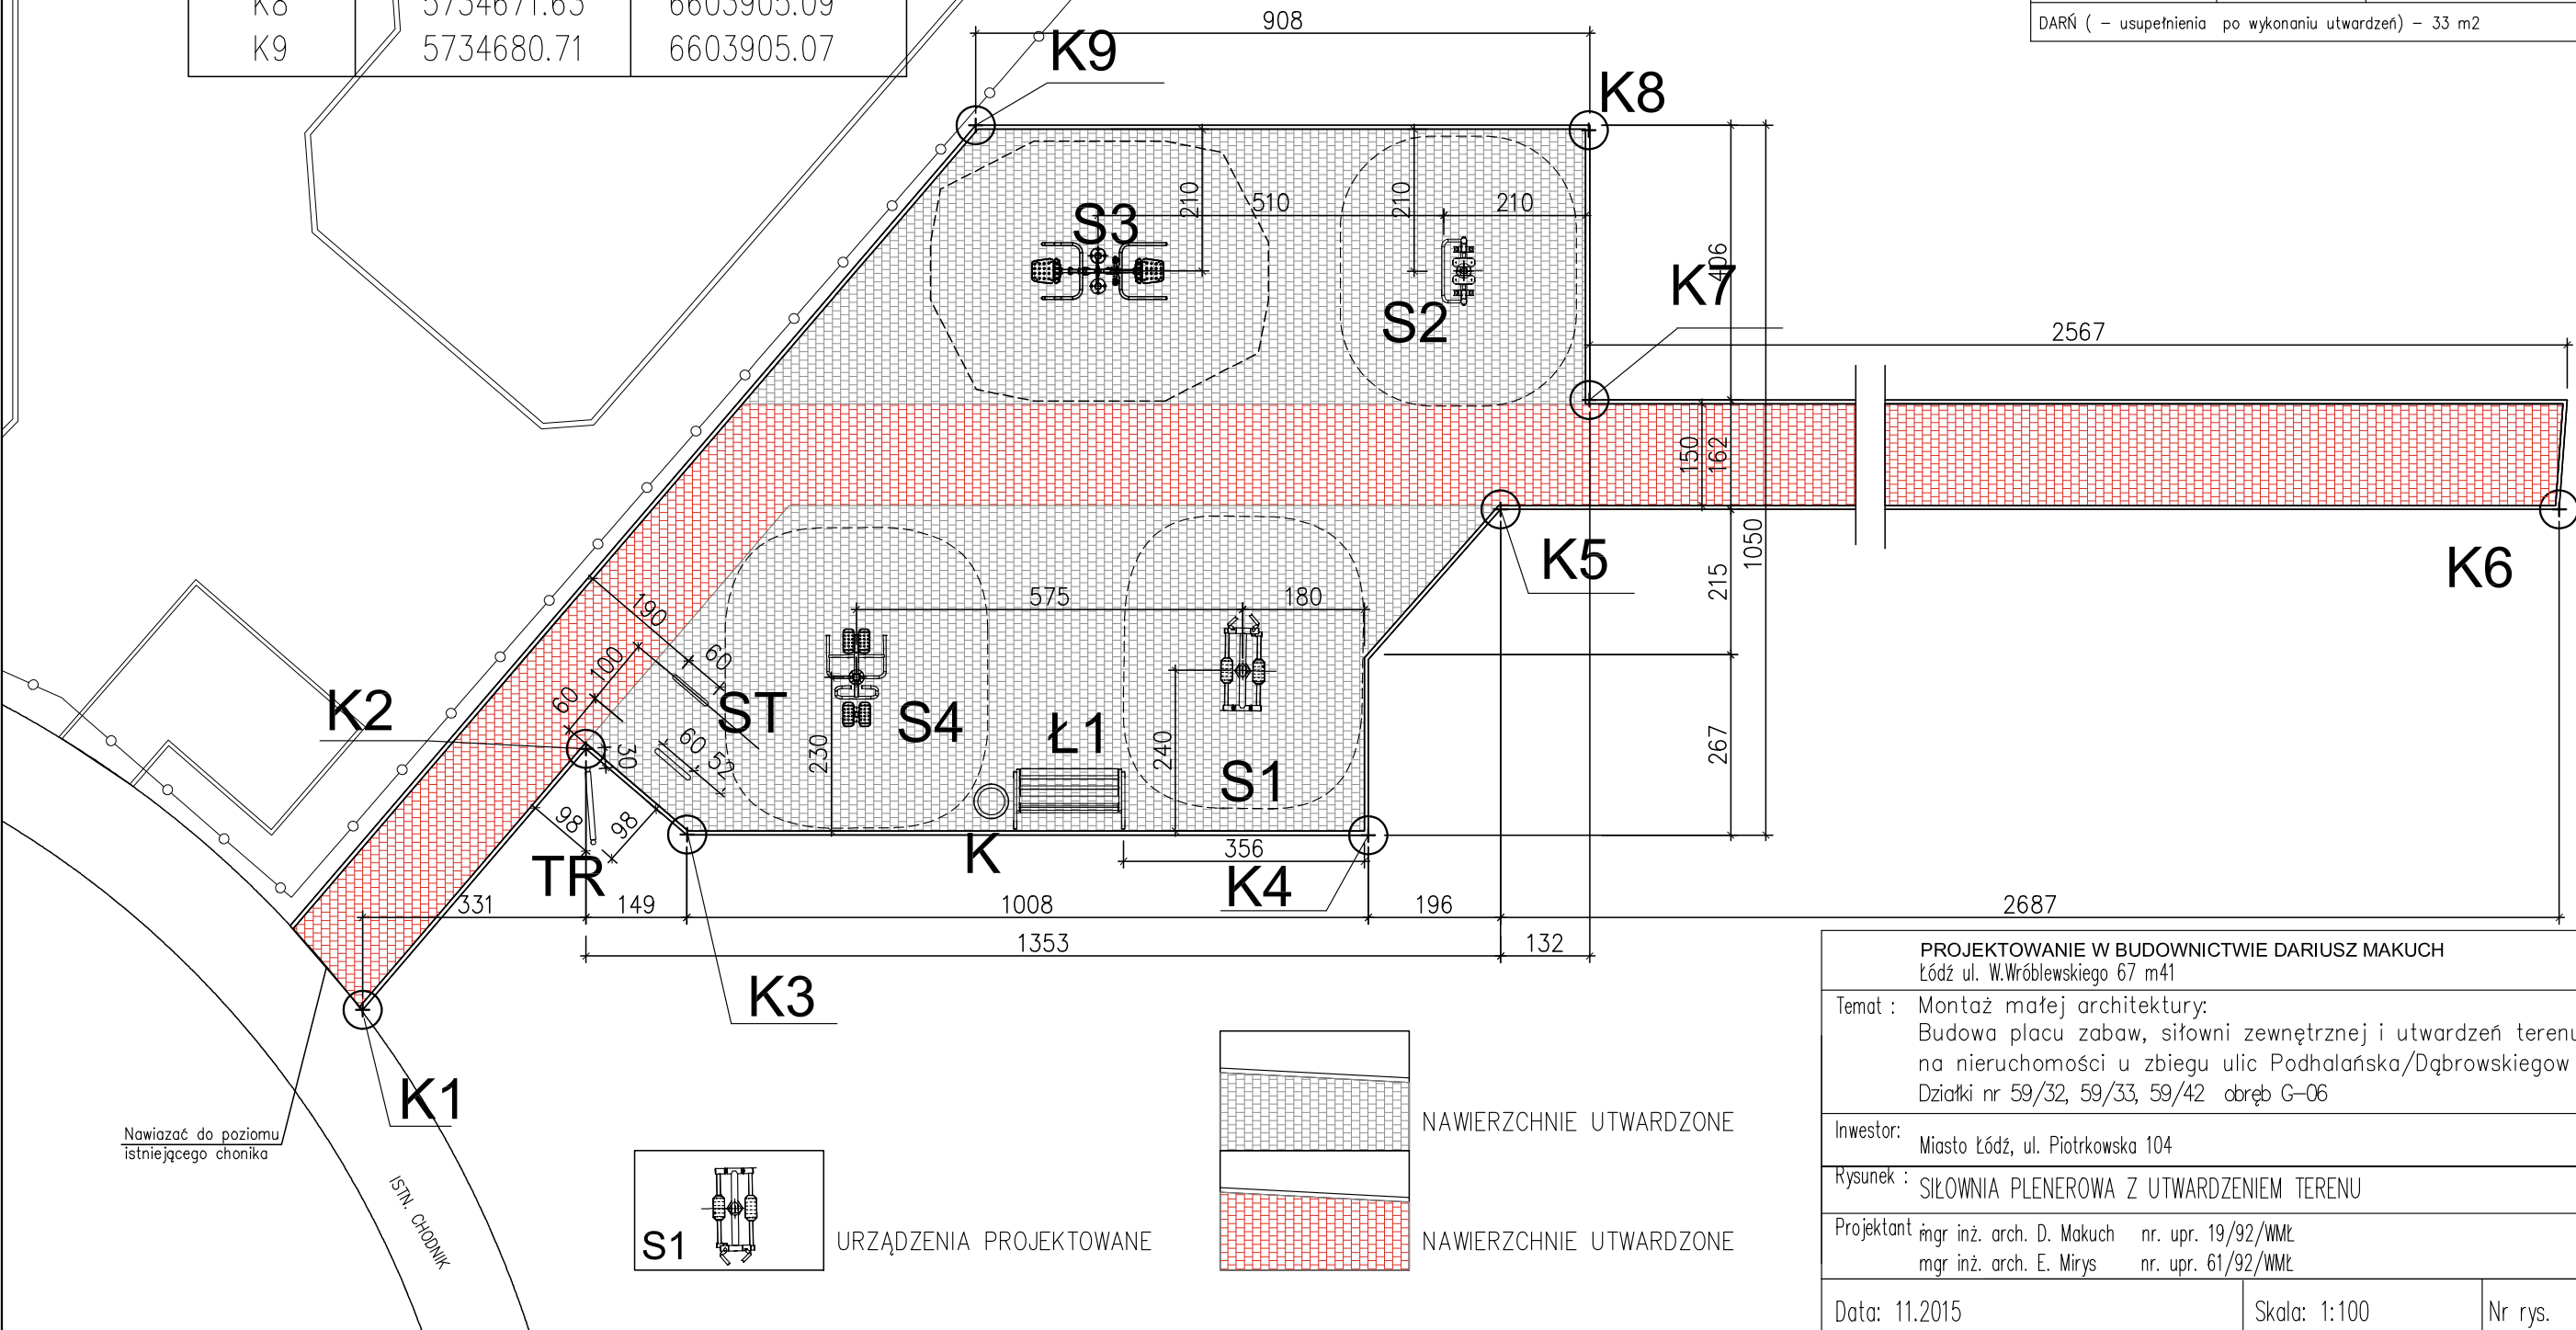 K8 5734671.63 6603905.09
K9 5734680.71 6603905.07
DARŃ ( – usupełnienia po wykonaniu utwardzeń) – 33 m2
908
K9
K8
210
510
210
210
S3
S2
406
K7
2567
150
162
1050
K5
K6
215
575
180
190
60
100
60
K2
ST
S4
Ł1
S1
230
240
267
30
60
52
98
98
TR
K
356
K4
331
149
1008
196
2687
1353
132
K3
K1
Nawiazać do poziomu
istniejącego chonika
ISTN. CHODNIK
S1
URZĄDZENIA PROJEKTOWANE
NAWIERZCHNIE UTWARDZONE
NAWIERZCHNIE UTWARDZONE
PROJEKTOWANIE W BUDOWNICTWIE DARIUSZ MAKUCH
Łódź ul. W.Wróblewskiego 67 m41
Temat : Montaż małej architektury:
Budowa placu zabaw, siłowni zewnętrznej i utwardzeń terenu
na nieruchomości u zbiegu ulic Podhalańska/Dąbrowskiegow
Działki nr 59/32, 59/33, 59/42 obręb G–06
Inwestor: Miasto Łódź, ul. Piotrkowska 104
Rysunek : SIŁOWNIA PLENEROWA Z UTWARDZENIEM TERENU
Projektant : mgr inż. arch. D. Makuch nr. upr. 19/92/WMŁ
mgr inż. arch. E. Mirys nr. upr. 61/92/WMŁ
Data: 11.2015 Skala: 1:100 Nr rys.